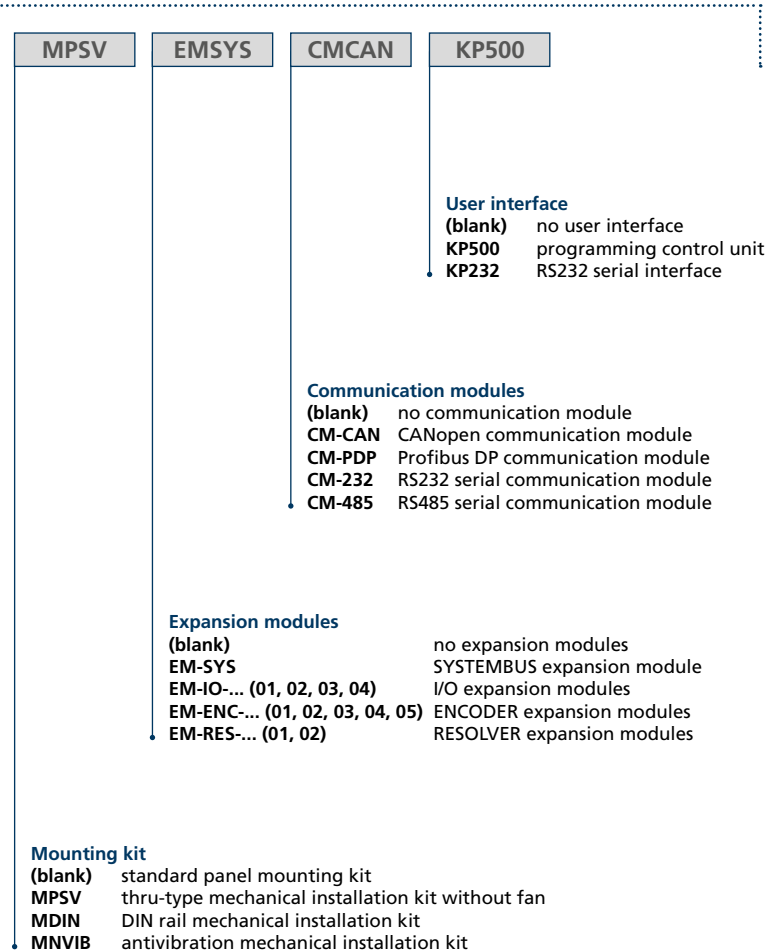 MPSV EMSYS CMCAN KP500
User interface
(blank) no user interface
KP500 programming control unit
KP232 RS232 serial interface
Communication modules
(blank) no communication module
CM-CAN CANopen communication module
CM-PDP Profibus DP communication module
CM-232 RS232 serial communication module
CM-485 RS485 serial communication module
Expansion modules
(blank) no expansion modules
EM-SYS SYSTEMBUS expansion module
EM-IO-... (01, 02, 03, 04) I/O expansion modules
EM-ENC-... (01, 02, 03, 04, 05) ENCODER expansion modules
EM-RES-... (01, 02) RESOLVER expansion modules
Mounting kit
(blank) standard panel mounting kit
MPSV thru-type mechanical installation kit without fan
MDIN DIN rail mechanical installation kit
MNVIB antivibration mechanical installation kit